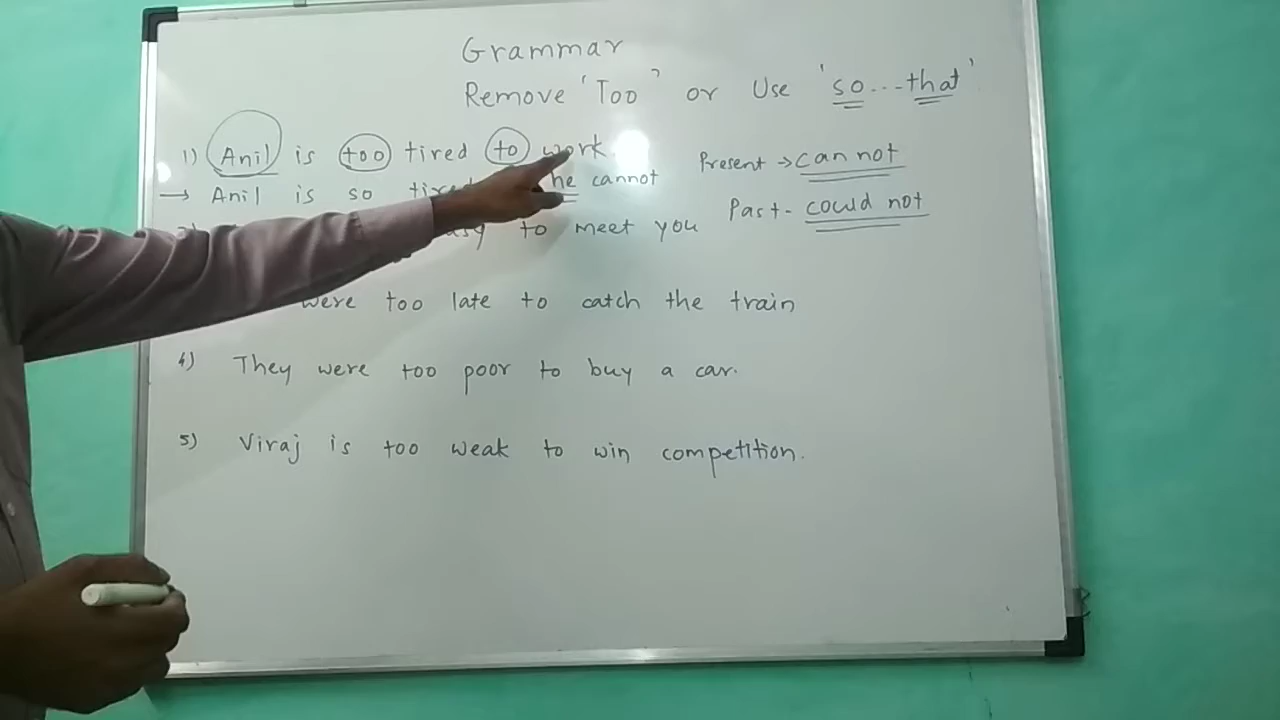 Grammar
Remove 'Too" or Use 'so...that'
1) Anil is too tired to work.
→ Anil is so tired he cannot
Present → can not
Past - could not
to meet you
were too late to catch the train
4) They were too poor to buy a car.
5) Viraj is too weak to win competition.